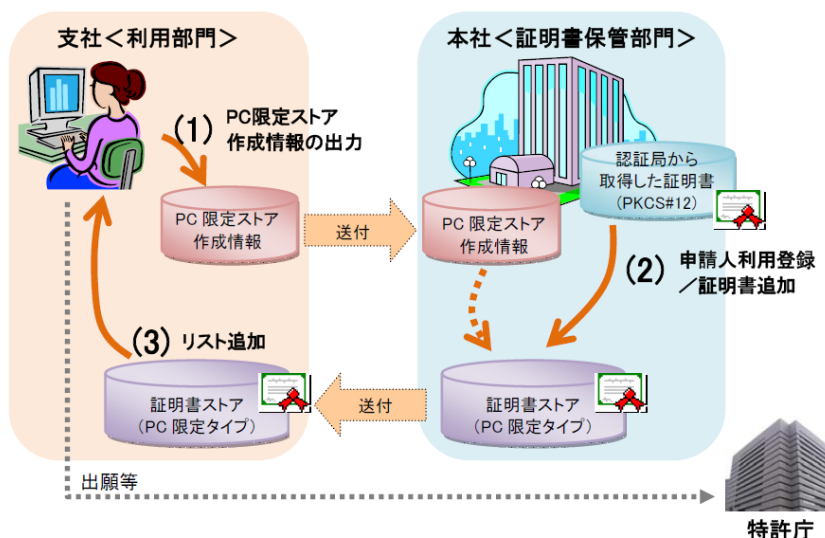 支社＜利用部門＞
本社＜証明書保管部門＞
(1)
PC限定ストア
作成情報の出力
認証局から
取得した証明書
(PKCS#12)
PC 限定ストア
作成情報
送付
PC 限定ストア
作成情報
(2)
申請人利用登録
／証明書追加
(3)
リスト追加
証明書ストア
(PC 限定タイプ)
送付
証明書ストア
(PC 限定タイプ)
出願等
特許庁